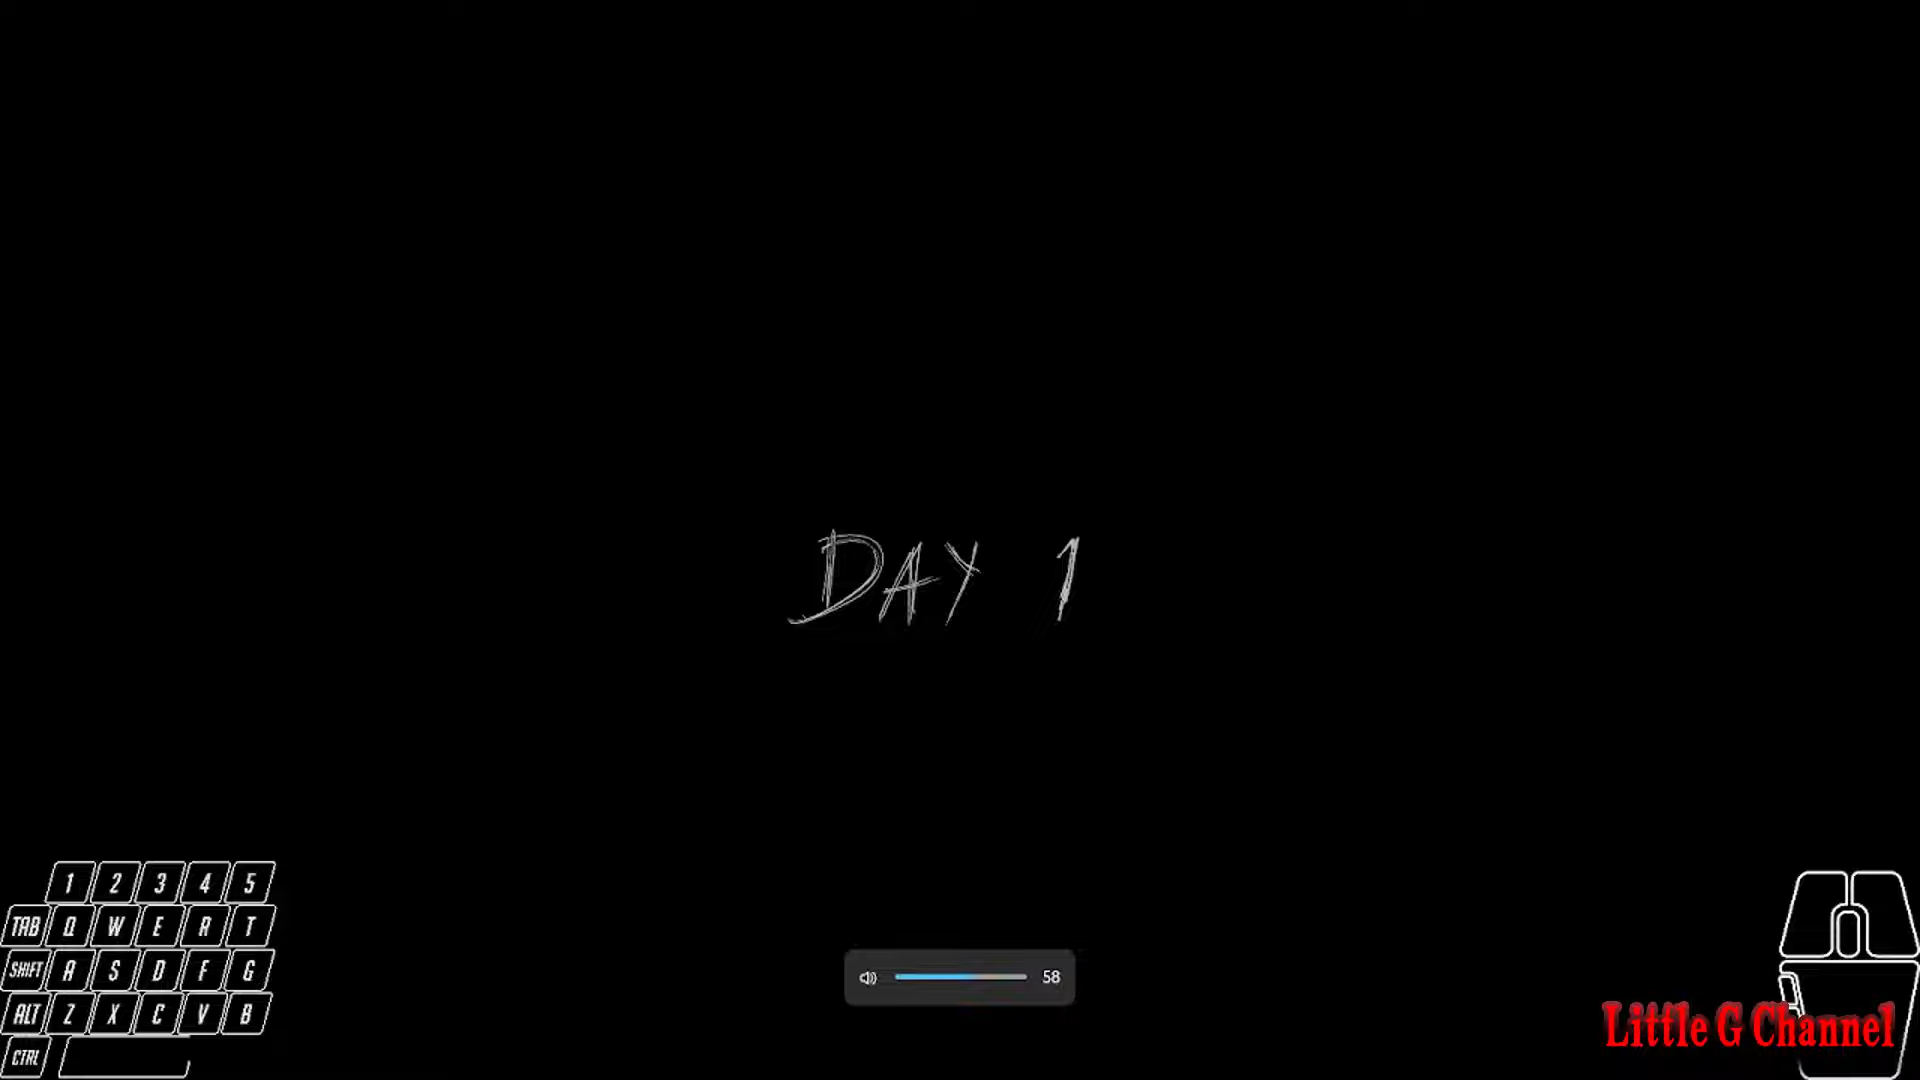 DAY 1
1 2 3 4 5
TAB Q W E R T
SHIFT A S D F G
ALT Z X C V B
CTRL
58
Little G Channel